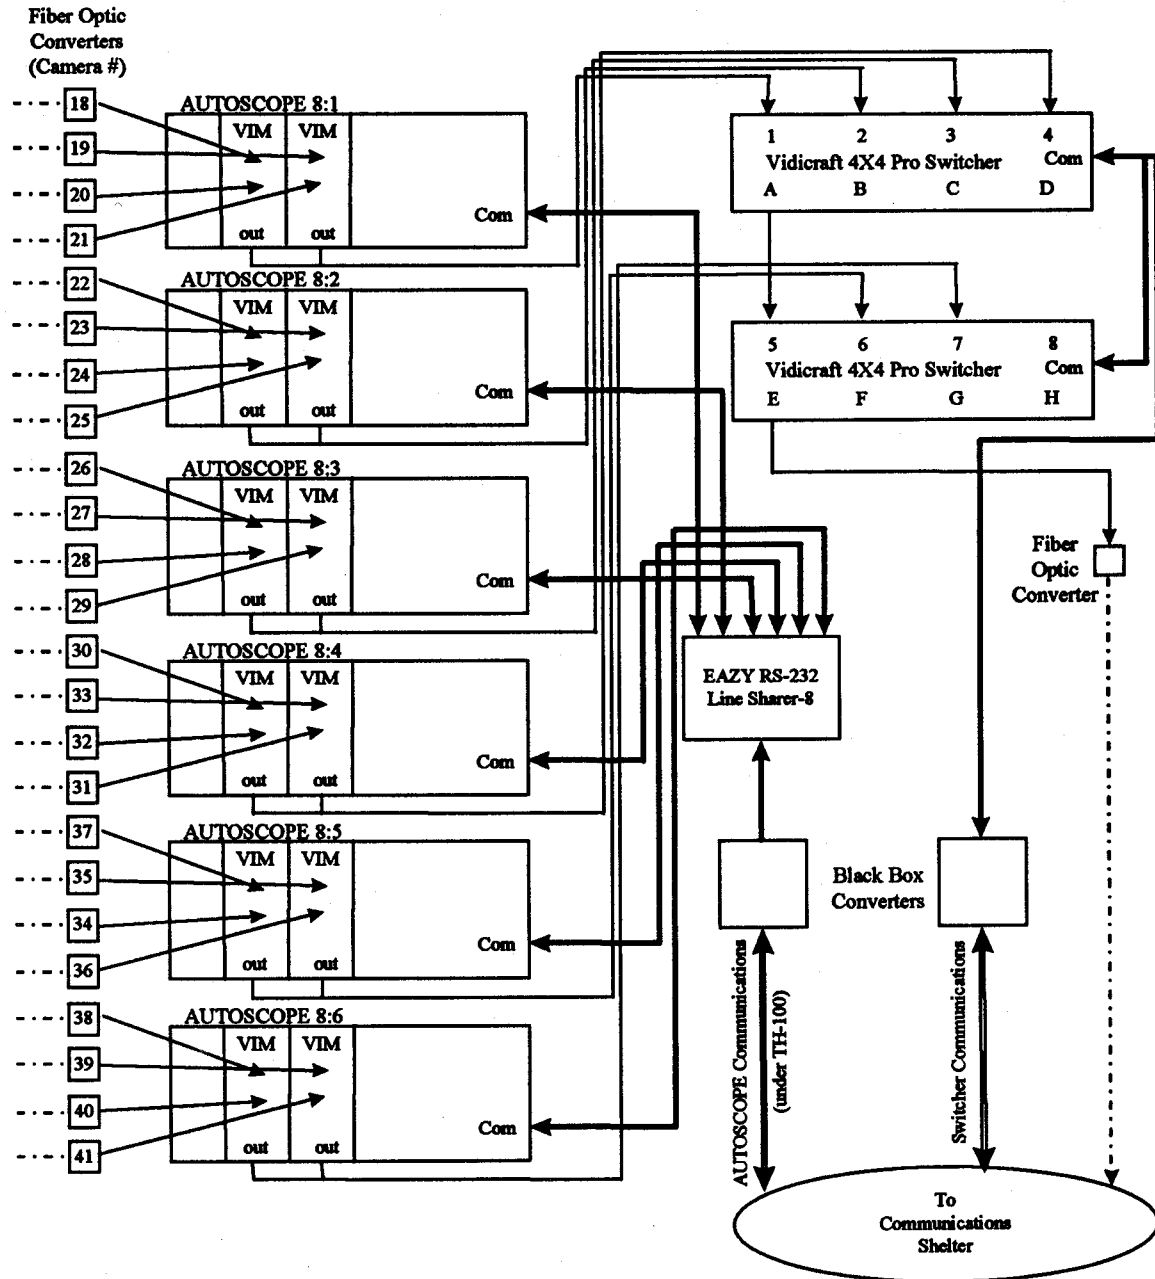 Fiber Optic
Converters
(Camera #)
18
19
20
21
22
23
24
25
26
27
28
29
30
33
32
31
37
35
34
36
38
39
40
41
AUTOSCOPE 8:1
VIM VIM
Com
out out
AUTOSCOPE 8:2
VIM VIM
Com
out out
AUTOSCOPE 8:3
VIM VIM
Com
out out
AUTOSCOPE 8:4
VIM VIM
Com
out out
AUTOSCOPE 8:5
VIM VIM
Com
out out
AUTOSCOPE 8:6
VIM VIM
Com
out out
1 2 3 4
Vidicraft 4X4 Pro Switcher Com
A B C D
5 6 7 8
Vidicraft 4X4 Pro Switcher Com
E F G H
Fiber
Optic
Converter
EAZY RS-232
Line Sharer-8
Black Box
Converters
AUTOSCOPE Communications
(under TH-100)
Switcher Communications
To
Communications
Shelter